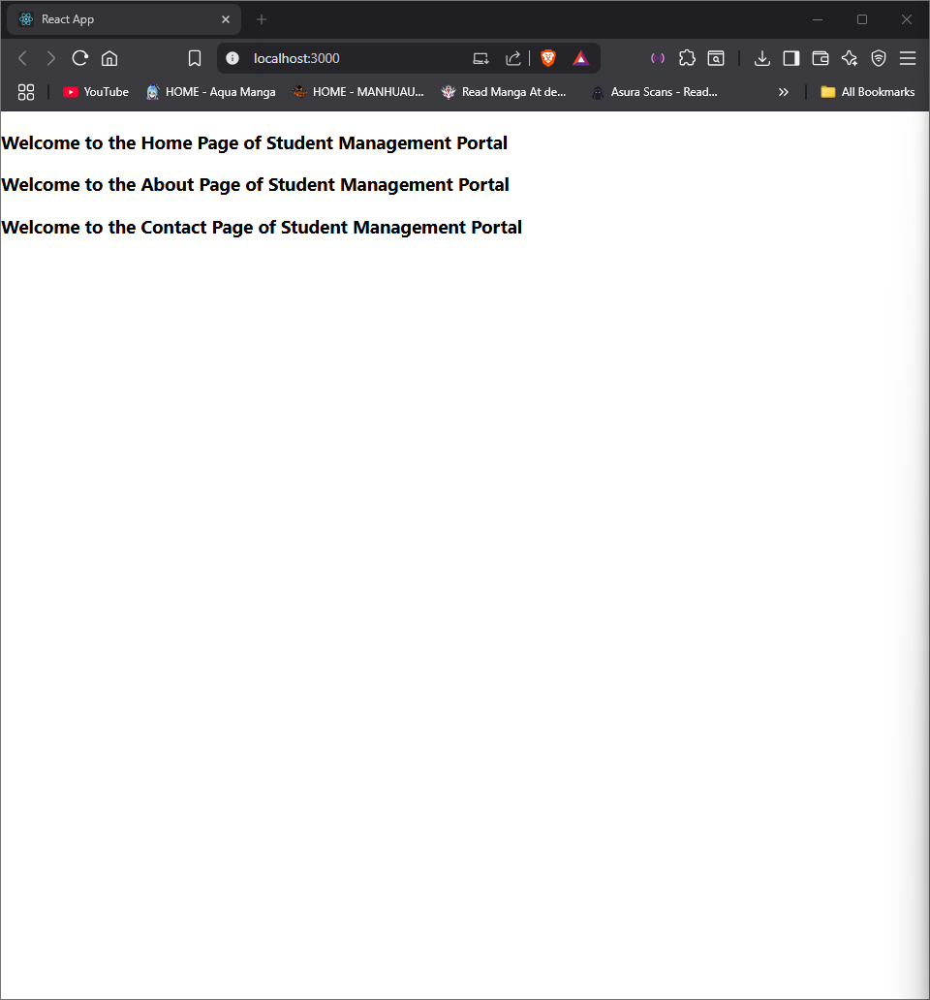 React App
localhost:3000
YouTube
HOME - Aqua Manga
HOME - MANHUAU...
Read Manga At de...
Asura Scans - Read...
All Bookmarks
Welcome to the Home Page of Student Management Portal
Welcome to the About Page of Student Management Portal
Welcome to the Contact Page of Student Management Portal